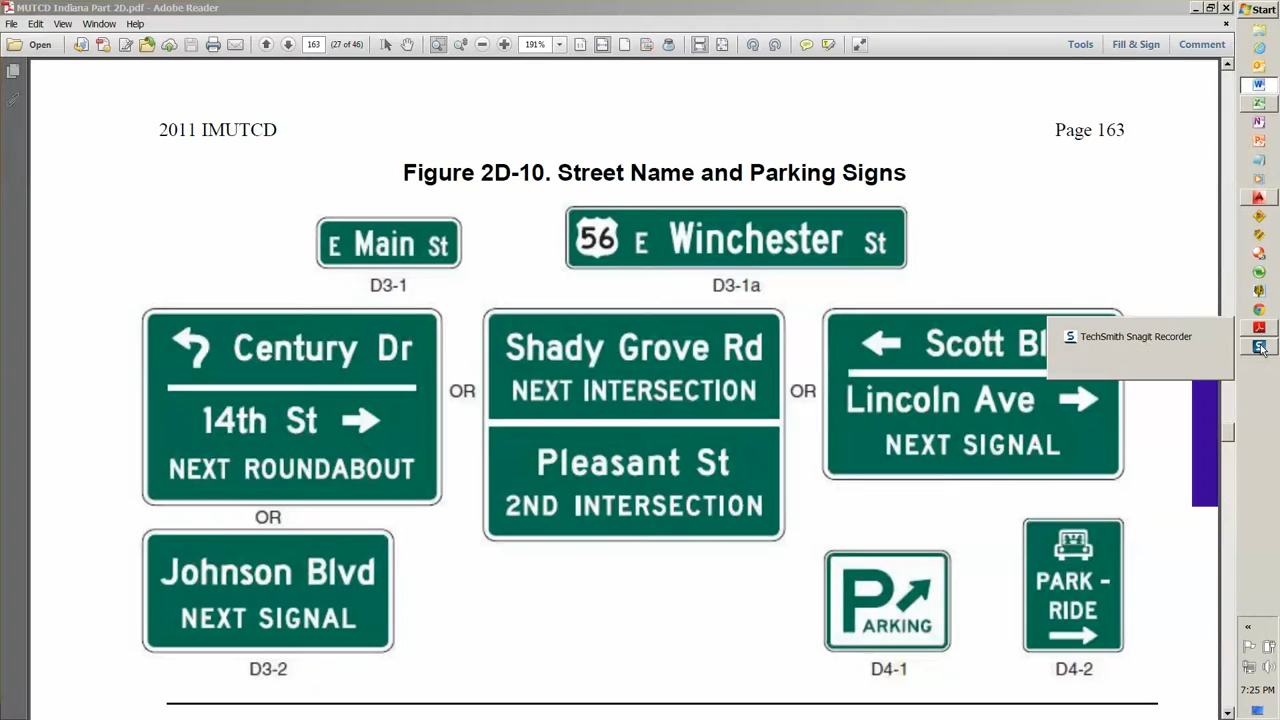 MUTCD Indiana Part 2D.pdf - Adobe Reader
Start
File Edit View Window Help
Open 163 (27 of 46) 191% Tools Fill & Sign Comment
2011 IMUTCD Page 163
Figure 2D-10. Street Name and Parking Signs
E Main St
D3-1
56 E Winchester St
D3-1a
Century Dr
14th St
NEXT ROUNDABOUT
OR
Shady Grove Rd
NEXT INTERSECTION
Pleasant St
2ND INTERSECTION
OR
Scott Bl
Lincoln Ave
NEXT SIGNAL
TechSmith Snagit Recorder
OR
Johnson Blvd
NEXT SIGNAL
D3-2
PARKING
D4-1
PARK -
RIDE
D4-2
7:25 PM